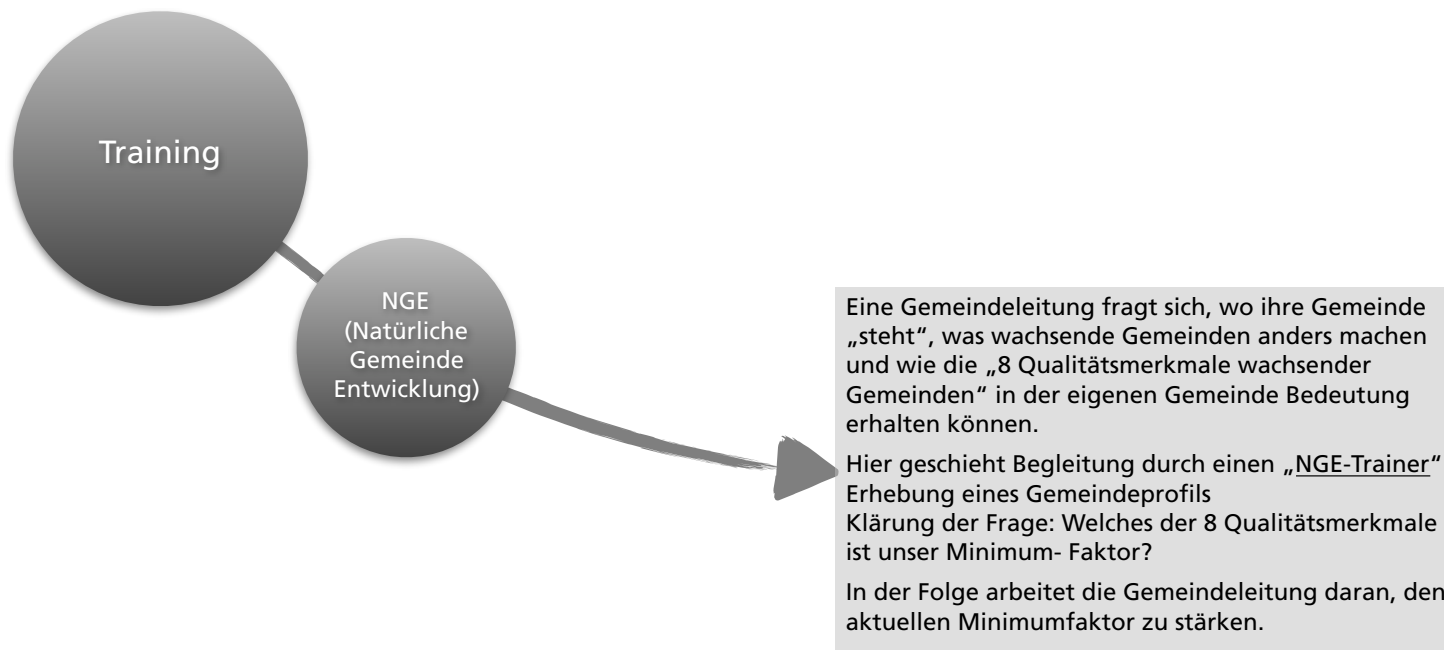 Training
NGE
(Natürliche
Gemeinde
Entwicklung)
Eine Gemeindeleitung fragt sich, wo ihre Gemeinde
„steht“, was wachsende Gemeinden anders machen
und wie die „8 Qualitätsmerkmale wachsender
Gemeinden“ in der eigenen Gemeinde Bedeutung
erhalten können.
Hier geschieht Begleitung durch einen „NGE-Trainer“
Erhebung eines Gemeindeprofils
Klärung der Frage: Welches der 8 Qualitätsmerkmale
ist unser Minimum- Faktor?
In der Folge arbeitet die Gemeindeleitung daran, den
aktuellen Minimumfaktor zu stärken.